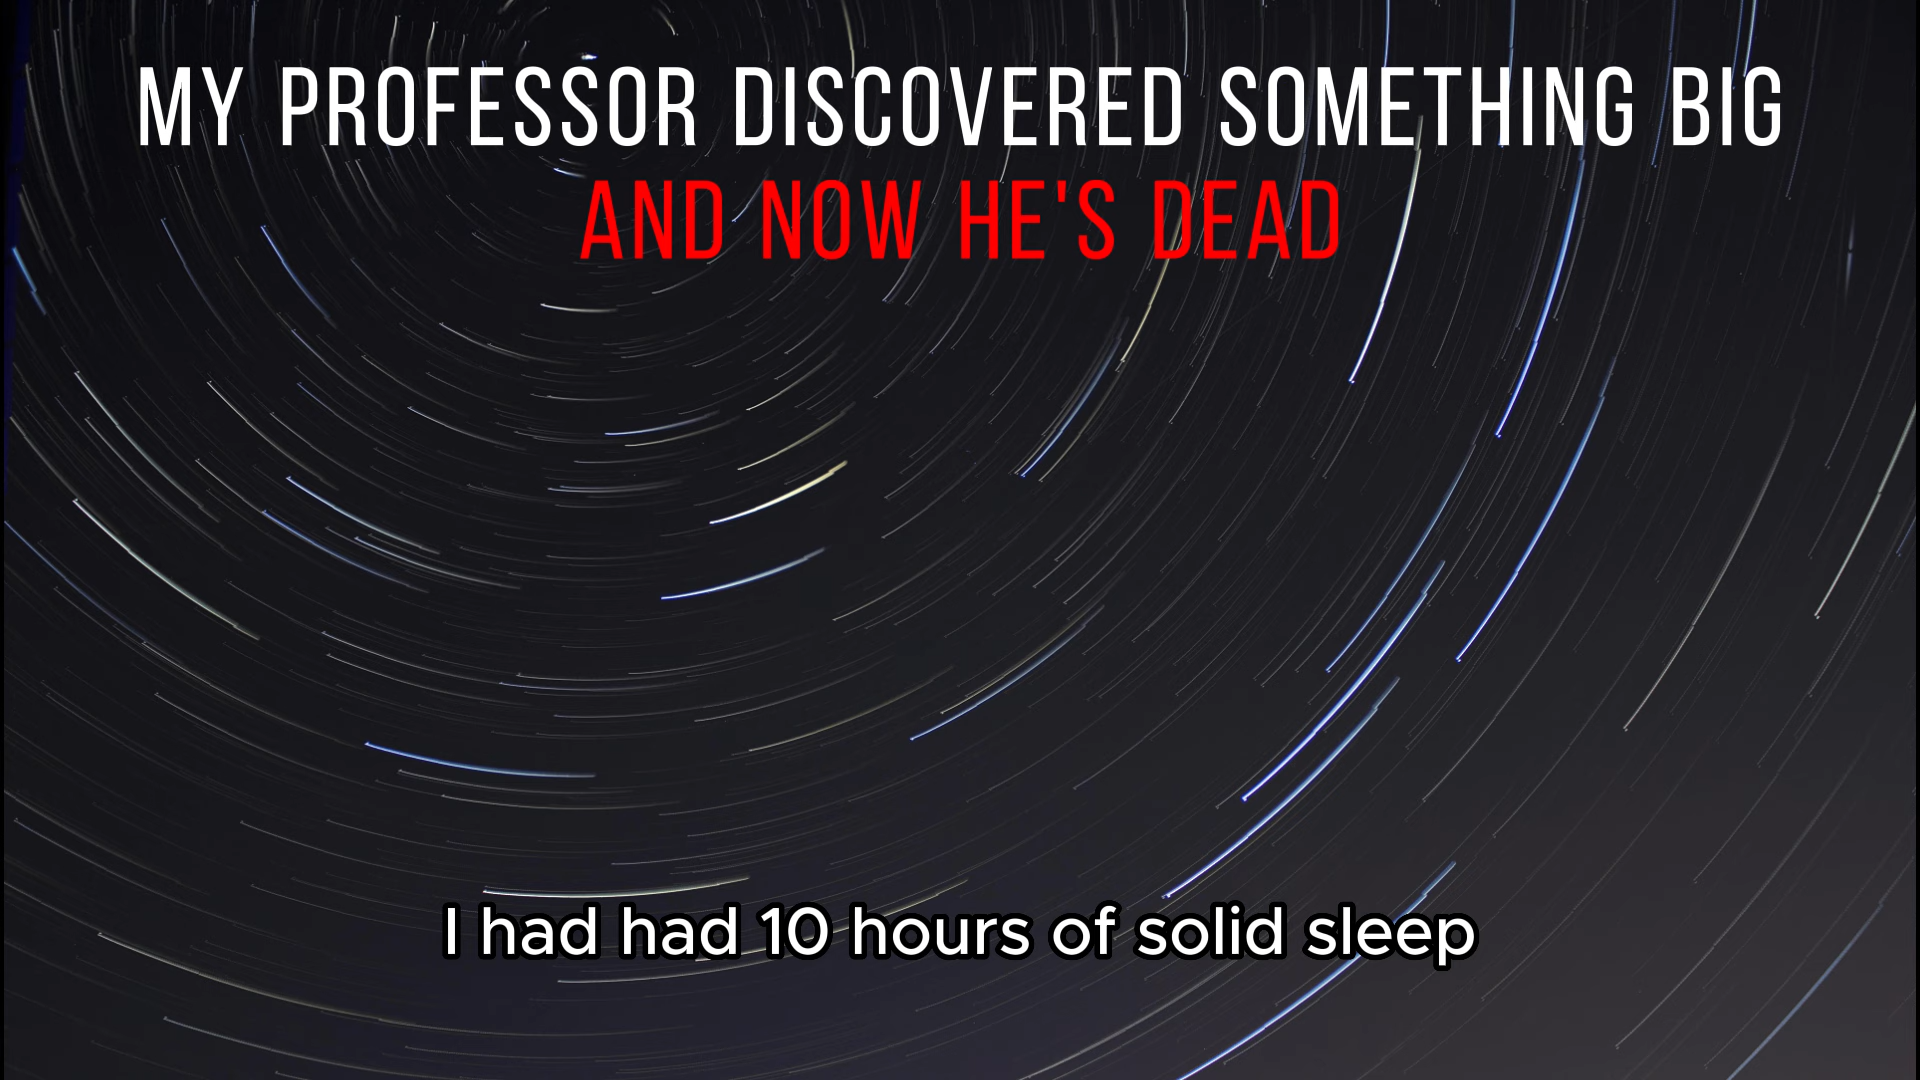 MY PROFESSOR DISCOVERED SOMETHING BIG
AND NOW HE'S DEAD
I had had 10 hours of solid sleep